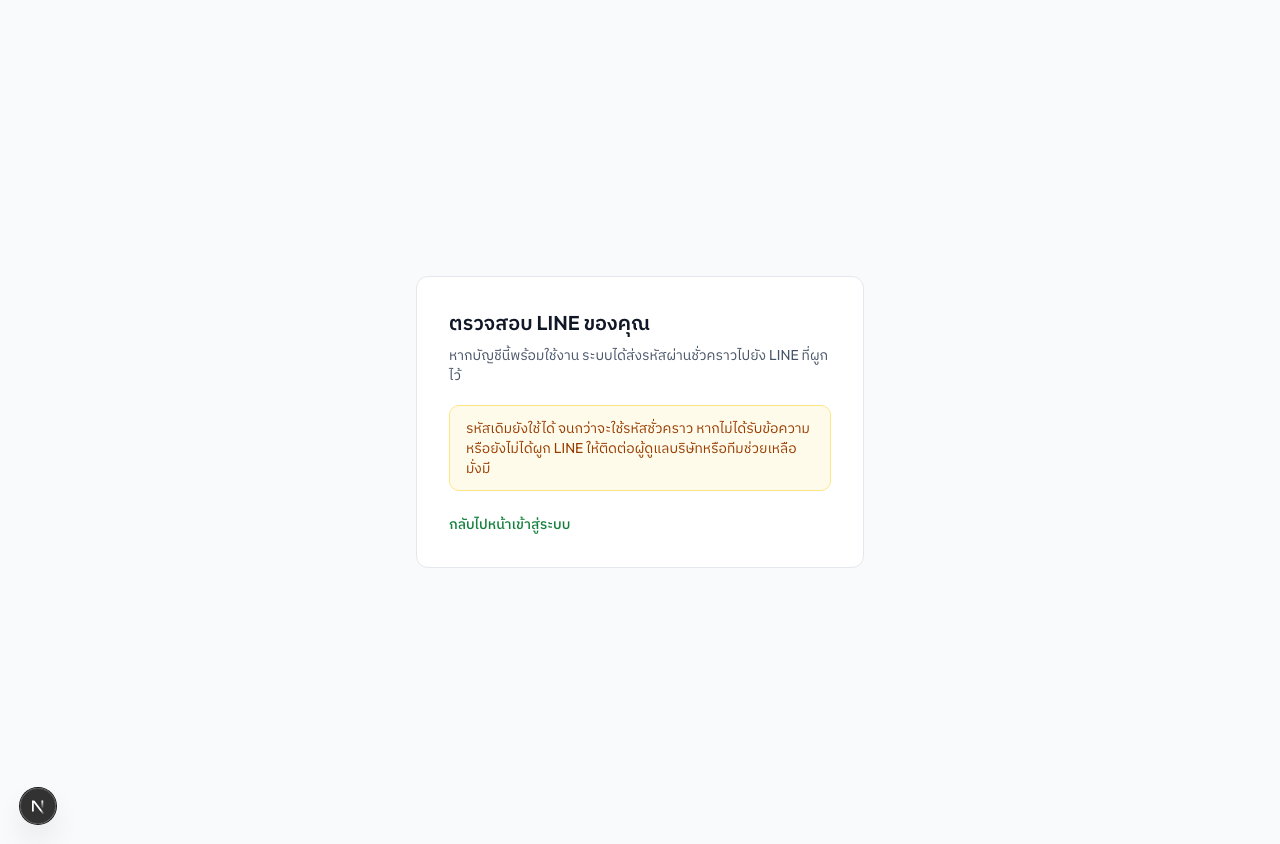 ตรวจสอบ LINE ของคุณ
หากบัญชีนี้พร้อมใช้งาน ระบบได้ส่งรหัสผ่านชั่วคราวไปยัง LINE ที่ผูก
ไว้
รหัสเดิมยังใช้ได้ จนกว่าจะใช้รหัสชั่วคราว หากไม่ได้รับข้อความ
หรือยังไม่ได้ผูก LINE ให้ติดต่อผู้ดูแลบริษัทหรือทีมช่วยเหลือ
มั่งมี
กลับไปหน้าเข้าสู่ระบบ
N